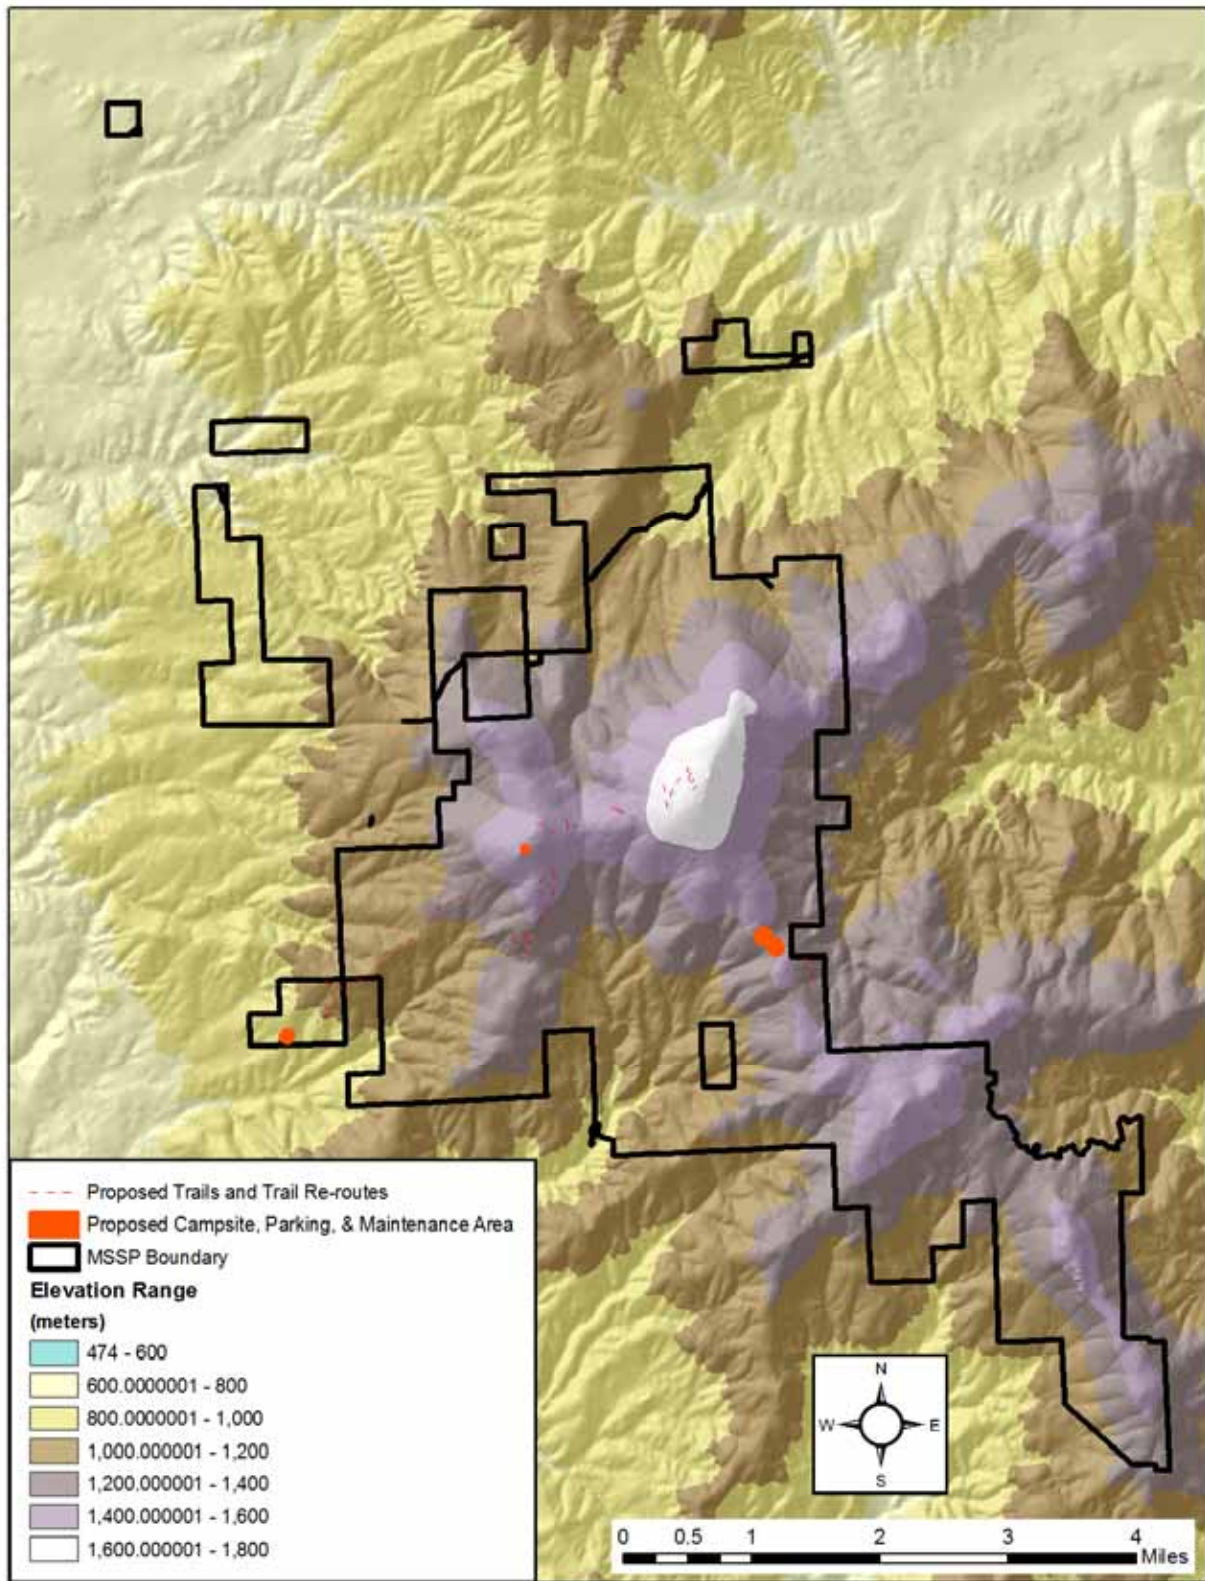 Proposed Trails and Trail Re-routes
Proposed Campsite, Parking, & Maintenance Area
MSSP Boundary
Elevation Range
(meters)
474 - 600
600.0000001 - 800
800.0000001 - 1,000
1,000.000001 - 1,200
1,200.000001 - 1,400
1,400.000001 - 1,600
1,600.000001 - 1,800
N
W E
S
0 0.5 1 2 3 4
Miles